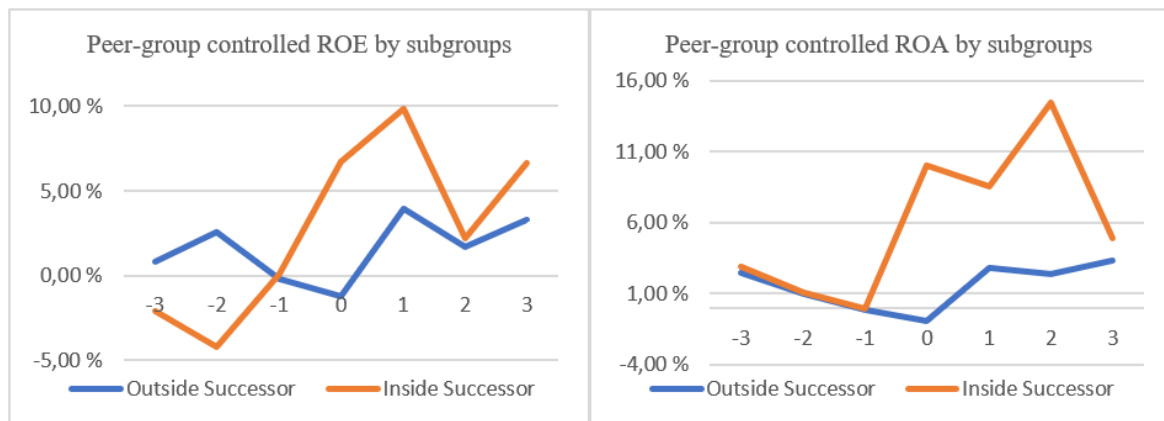 Peer-group controlled ROE by subgroups
10,00 %
5,00 %
0,00 %
-3 -2 -1 0 1 2 3
-5,00 %
Outside Successor Inside Successor
Peer-group controlled ROA by subgroups
16,00 %
11,00 %
6,00 %
1,00 %
-3 -2 -1 0 1 2 3
-4,00 %
Outside Successor Inside Successor